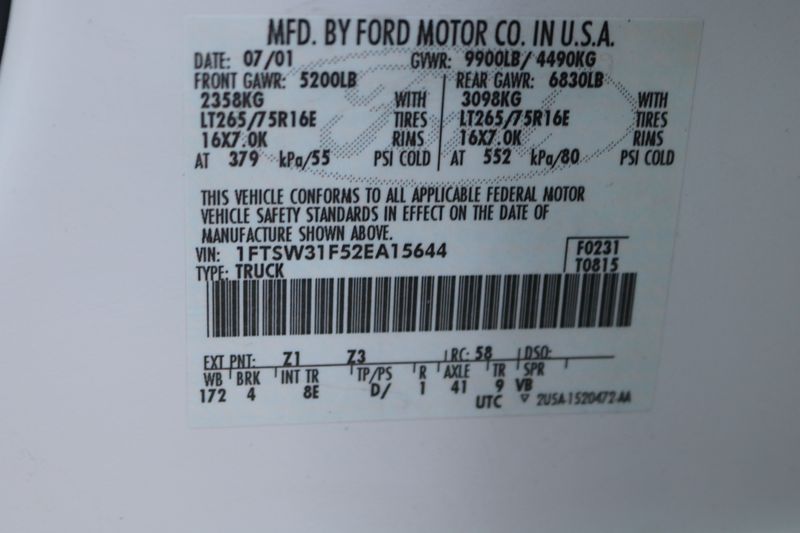 MFD. BY FORD MOTOR CO. IN U.S.A.
DATE: 07/01 GVWR: 9900LB/ 4490KG
FRONT GAWR: 5200LB REAR GAWR: 6830LB
2358KG WITH 3098KG WITH
LT265/75R16E TIRES LT265/75R16E TIRES
16X7.0K RIMS 16X7.0K RIMS
AT 379 kPa/55 PSI COLD AT 552 kPa/80 PSI COLD
THIS VEHICLE CONFORMS TO ALL APPLICABLE FEDERAL MOTOR
VEHICLE SAFETY STANDARDS IN EFFECT ON THE DATE OF
MANUFACTURE SHOWN ABOVE.
VIN: 1FTSW31F52EA15644 F0231
TYPE: TRUCK T0815
EXT PNT: Z1 Z3 RC: 58 DSO:
WB BRK INT TR TP/PS R AXLE TR SPR
172 4 8E D/ 1 41 9 VB
UTC ▽ 2U5A-1520472-AA